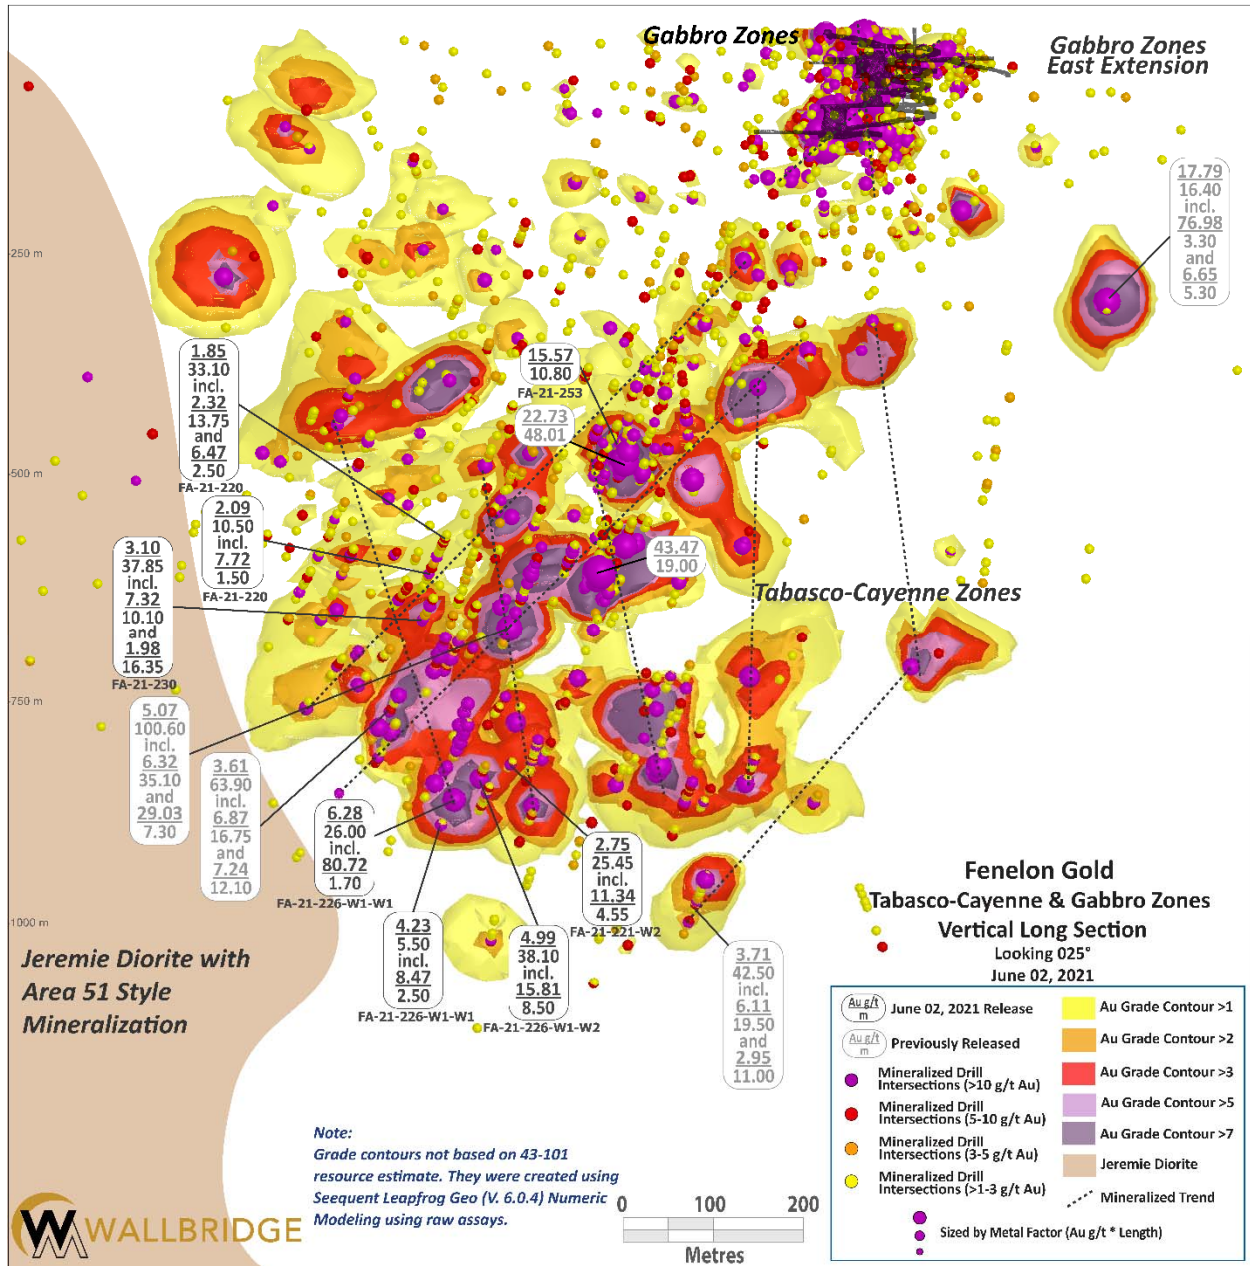 Gabbro Zones
Gabbro Zones
East Extension
17.79
16.40
incl.
76.98
3.30
and
6.65
5.30
250 m
1.85
33.10
incl.
2.32
13.75
and
6.47
2.50
FA-21-220
15.57
10.80
FA-21-253
22.73
48.01
500 m
2.09
10.50
incl.
7.72
1.50
FA-21-220
3.10
37.85
incl.
7.32
10.10
and
1.98
16.35
FA-21-230
43.47
19.00
Tabasco-Cayenne Zones
750 m
5.07
100.60
incl.
6.32
35.10
and
29.03
7.30
3.61
63.90
incl.
6.87
16.75
and
7.24
12.10
6.28
26.00
incl.
80.72
1.70
FA-21-226-W1-W1
2.75
25.45
incl.
11.34
4.55
FA-21-221-W2
4.23
5.50
incl.
8.47
2.50
FA-21-226-W1-W1
4.99
38.10
incl.
15.81
8.50
FA-21-226-W1-W2
3.71
42.50
incl.
6.11
19.50
and
2.95
11.00
1000 m
Jeremie Diorite with
Area 51 Style
Mineralization
Fenelon Gold
Tabasco-Cayenne & Gabbro Zones
Vertical Long Section
Looking 025°
June 02, 2021
Au g/t
m
June 02, 2021 Release
Au g/t
m
Previously Released
Mineralized Drill
Intersections (>10 g/t Au)
Mineralized Drill
Intersections (5-10 g/t Au)
Mineralized Drill
Intersections (3-5 g/t Au)
Mineralized Drill
Intersections (>1-3 g/t Au)
Au Grade Contour >1
Au Grade Contour >2
Au Grade Contour >3
Au Grade Contour >5
Au Grade Contour >7
Jeremie Diorite
Mineralized Trend
Sized by Metal Factor (Au g/t * Length)
Note:
Grade contours not based on 43-101
resource estimate. They were created using
Seequent Leapfrog Geo (V. 6.0.4) Numeric
Modeling using raw assays.
0 100 200
Metres
WALLBRIDGE